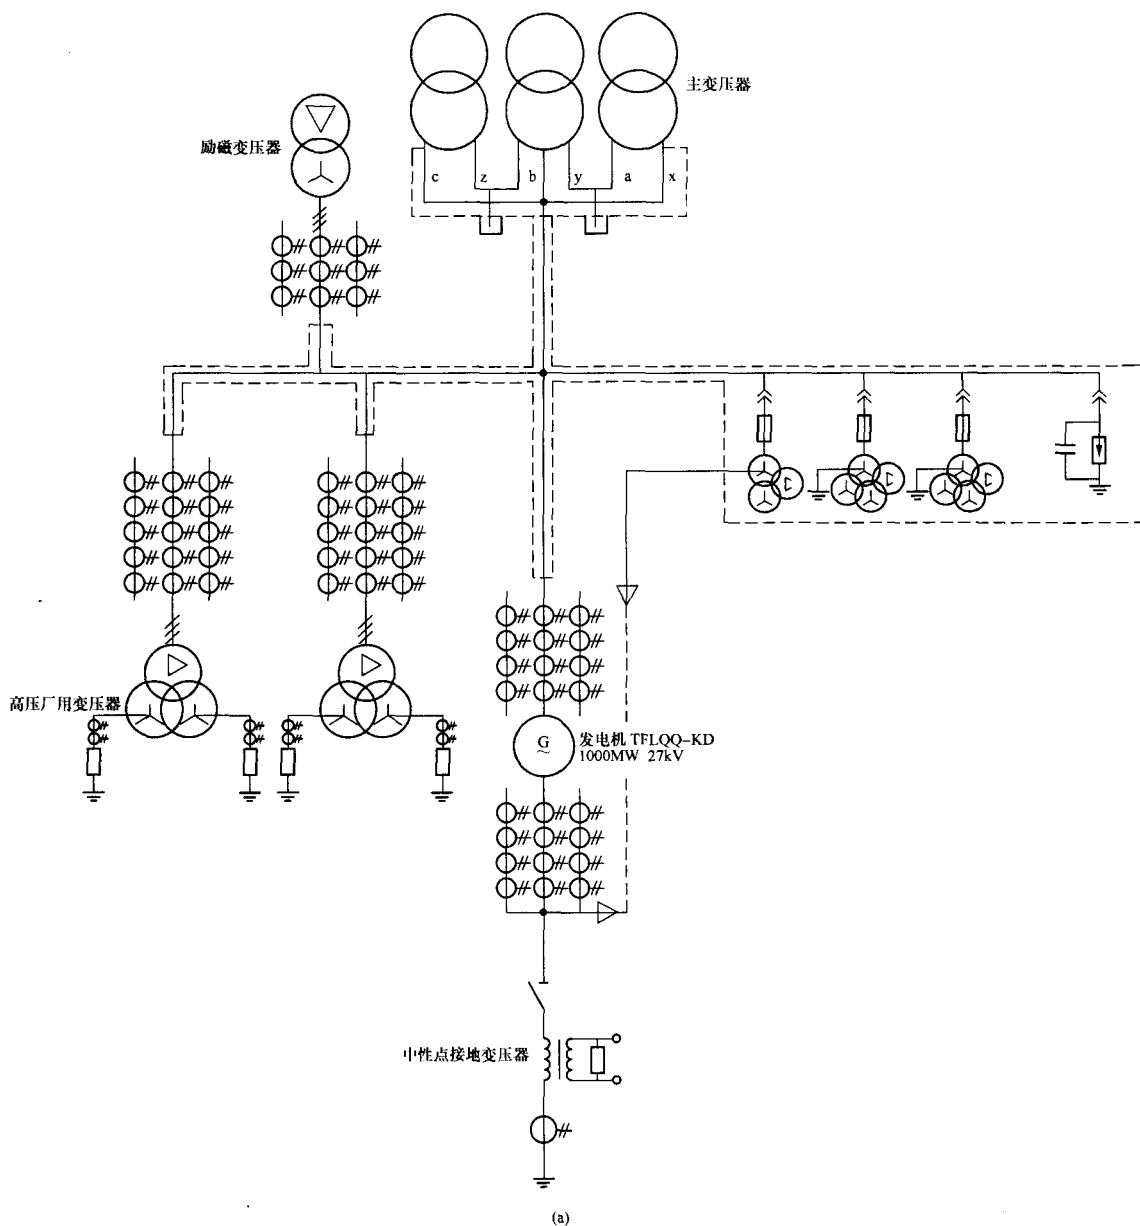 主变压器
励磁变压器
c z b y a x
高压厂用变压器
G
~
发电机 TFLQQ-KD
1000MW 27kV
中性点接地变压器
(a)